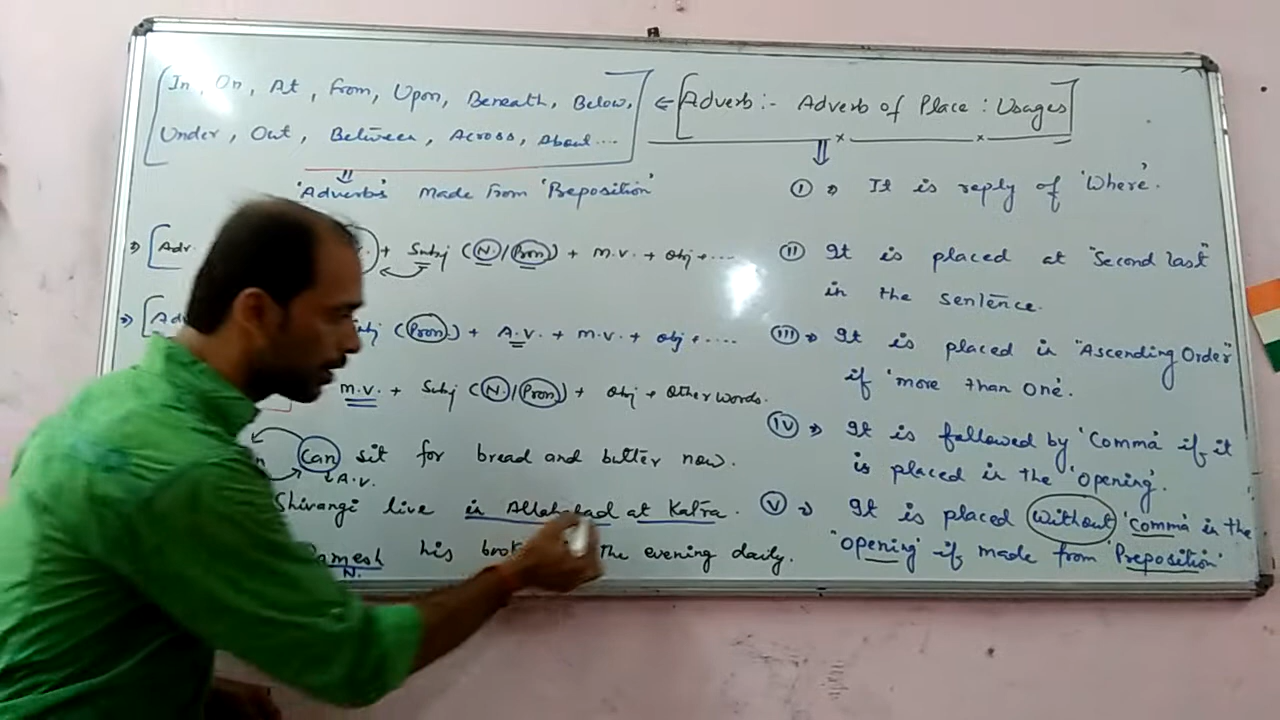 In, On, At, From, Upon, Beneath, Below,
Under, Out, Between, Across, About...
'Adverbs' Made From 'Preposition'
⇒ [Adv. + Subj (N./Pron) + M.V. + Obj + ....
⇒ [Adv (Pron) + A.V. + M.V. + Obj + ....
M.V. + Subj (N/Pron) + Obj + Other words.
Can sit for bread and butter now.
A.V.
Shivangi live in Allahabad at Katra.
Ramesh his in the evening daily.
N.
← [Adverb :- Adverb of Place : Usages]
(I) ⇒ It is reply of 'Where'.
(II) It is placed at "Second last"
in the sentence.
(III) ⇒ It is placed in "Ascending Order"
if 'more than one'.
(IV) ⇒ It is followed by 'Comma' if it
is placed in the 'Opening'.
(V) ⇒ It is placed without 'Comma' in the
'Opening' if made from 'Preposition'